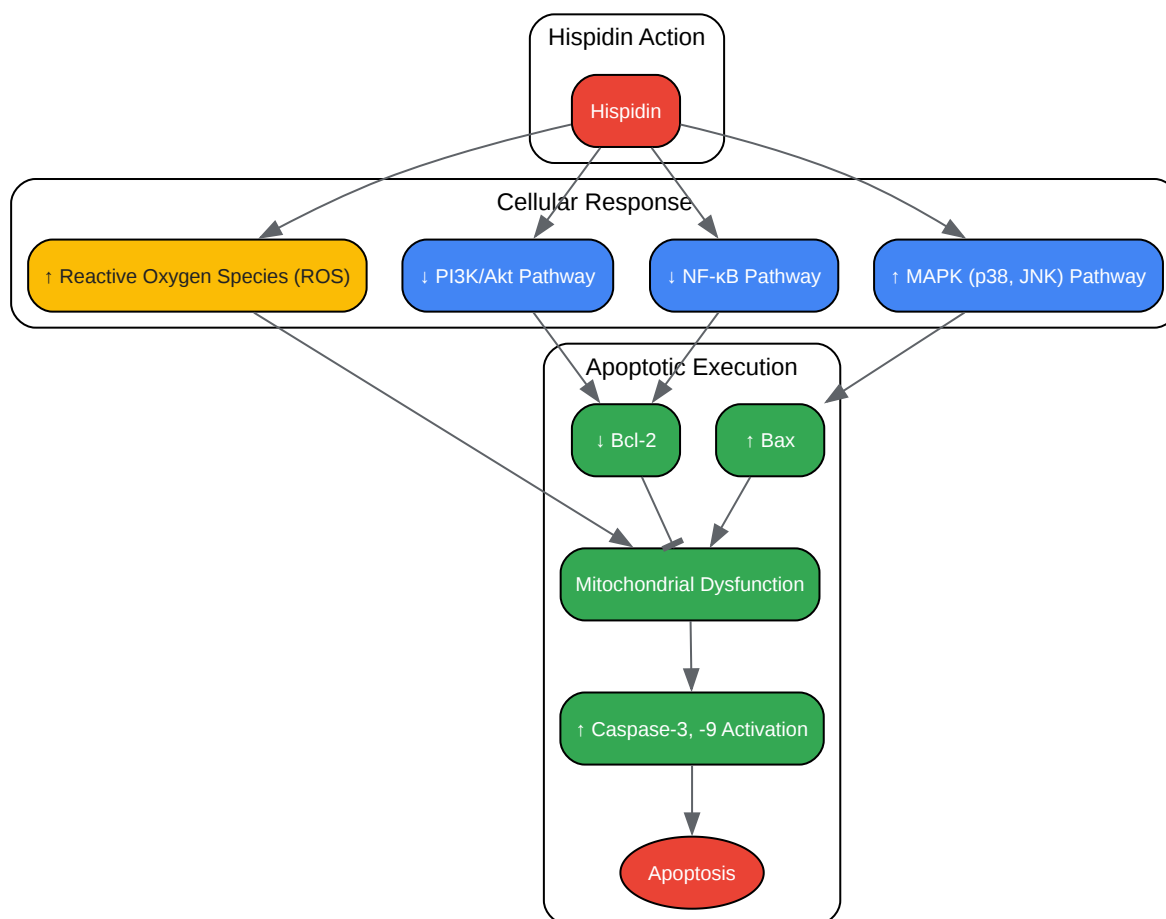 Hispidin Action
Hispidin
Cellular Response
↑ Reactive Oxygen Species (ROS)
↓ PI3K/Akt Pathway
↓ NF-κB Pathway
↑ MAPK (p38, JNK) Pathway
Apoptotic Execution
↓ Bcl-2
↑ Bax
Mitochondrial Dysfunction
↑ Caspase-3, -9 Activation
Apoptosis